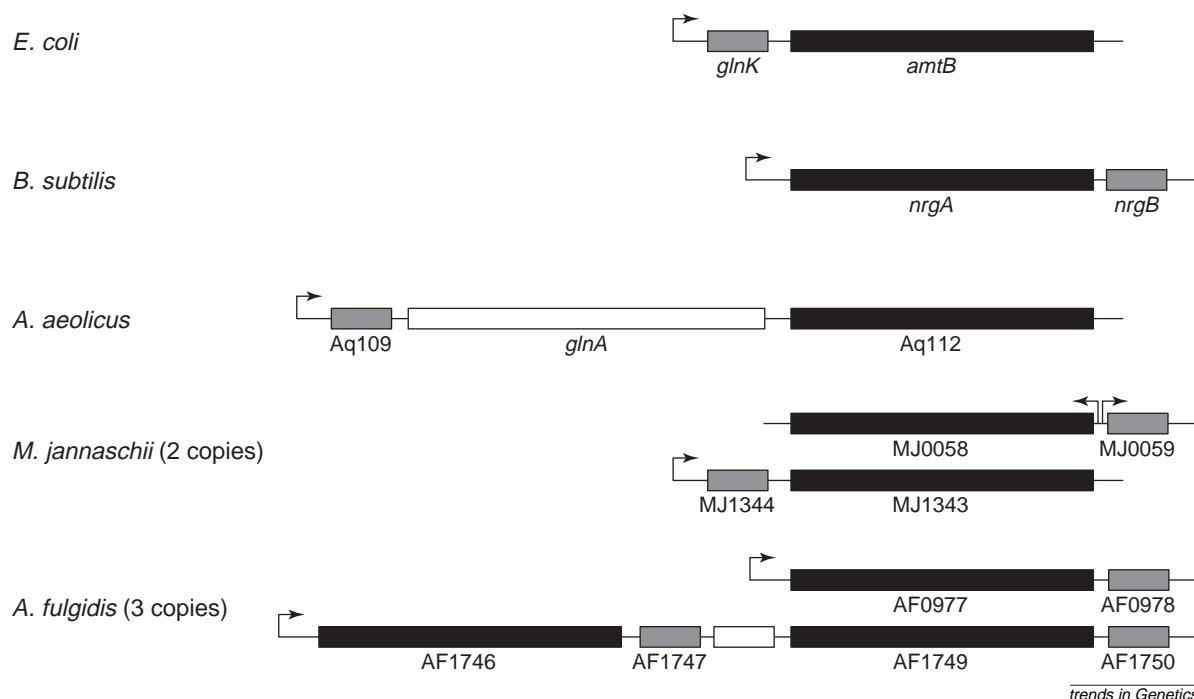 E. coli
glnK amtB
B. subtilis
nrgA nrgB
A. aeolicus
Aq109 glnA Aq112
M. jannaschii (2 copies)
MJ0058 MJ0059
MJ1344 MJ1343
A. fulgidis (3 copies)
AF0977 AF0978
AF1746 AF1747 AF1749 AF1750
trends in Genetics